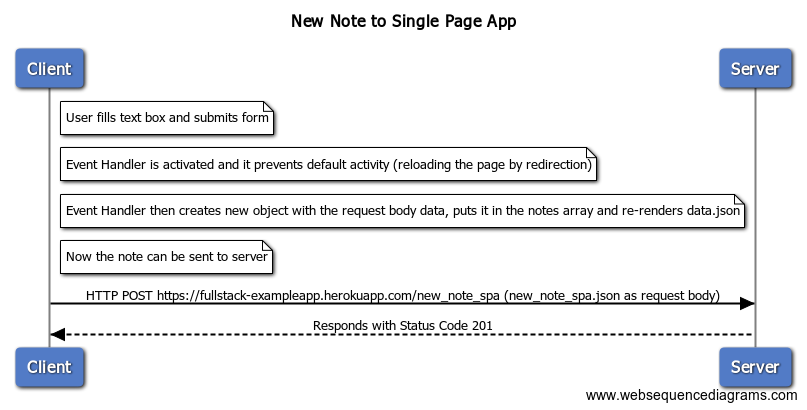 New Note to Single Page App
Client
Server
User fills text box and submits form
Event Handler is activated and it prevents default activity (reloading the page by redirection)
Event Handler then creates new object with the request body data, puts it in the notes array and re-renders data.json
Now the note can be sent to server
HTTP POST https://fullstack-exampleapp.herokuapp.com/new_note_spa (new_note_spa.json as request body)
Responds with Status Code 201
Client
Server
www.websequencediagrams.com